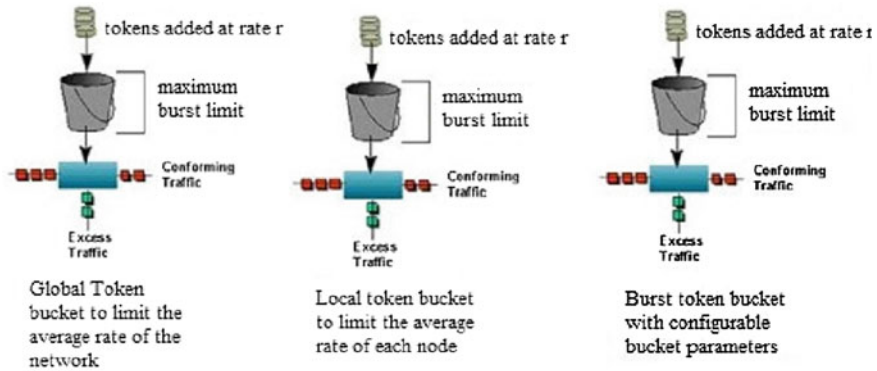 tokens added at rate r
maximum
burst limit
Conforming
Traffic
Excess
Traffic
Global Token
bucket to limit the
average rate of the
network
tokens added at rate r
maximum
burst limit
Conforming
Traffic
Excess
Traffic
Local token bucket
to limit the average
rate of each node
tokens added at rate r
maximum
burst limit
Conforming
Traffic
Excess
Traffic
Burst token bucket
with configurable
bucket parameters